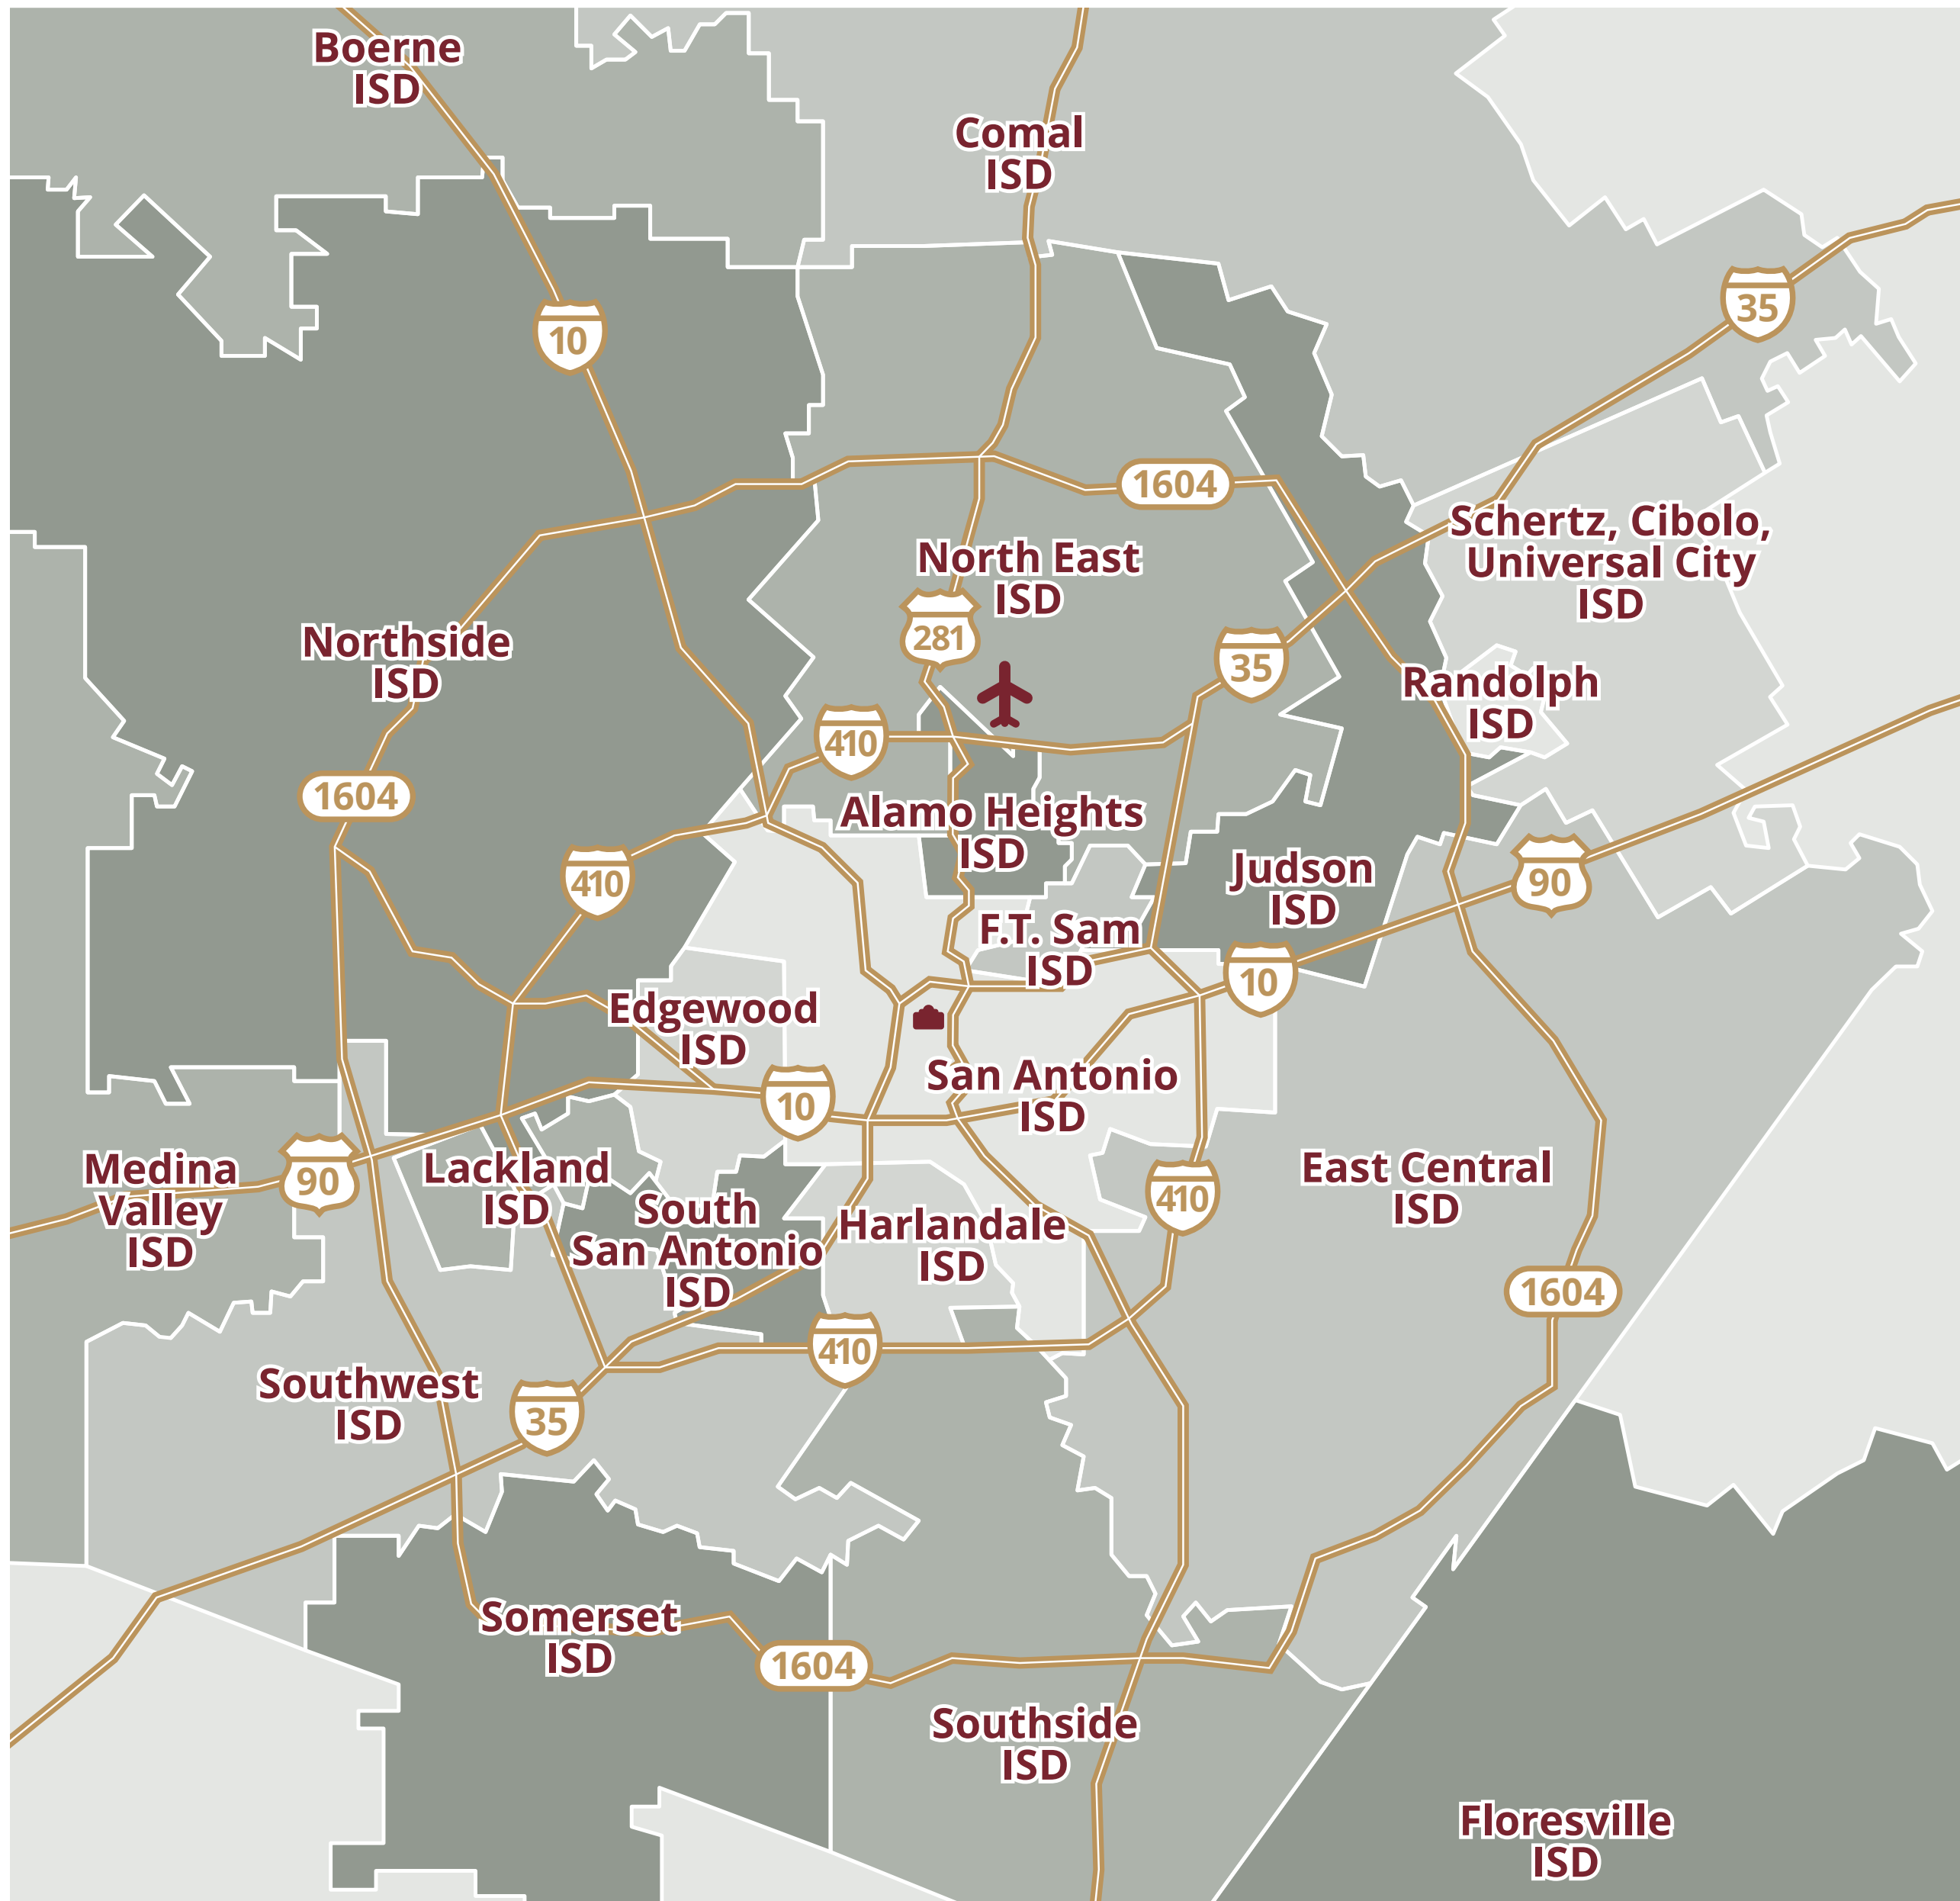 Boerne
ISD
Comal
ISD
35
10
1604
Schertz, Cibolo,
Universal City
ISD
North East
ISD
281
35
Northside
ISD
Randolph
ISD
410
1604
Alamo Heights
ISD
410
Judson
ISD
90
F.T. Sam
ISD
10
Edgewood
ISD
San Antonio
ISD
10
Medina
Valley
ISD
90
Lackland
ISD
South
San Antonio
ISD
Harlandale
ISD
410
East Central
ISD
1604
410
Southwest
ISD
35
Somerset
ISD
1604
Southside
ISD
Floresville
ISD